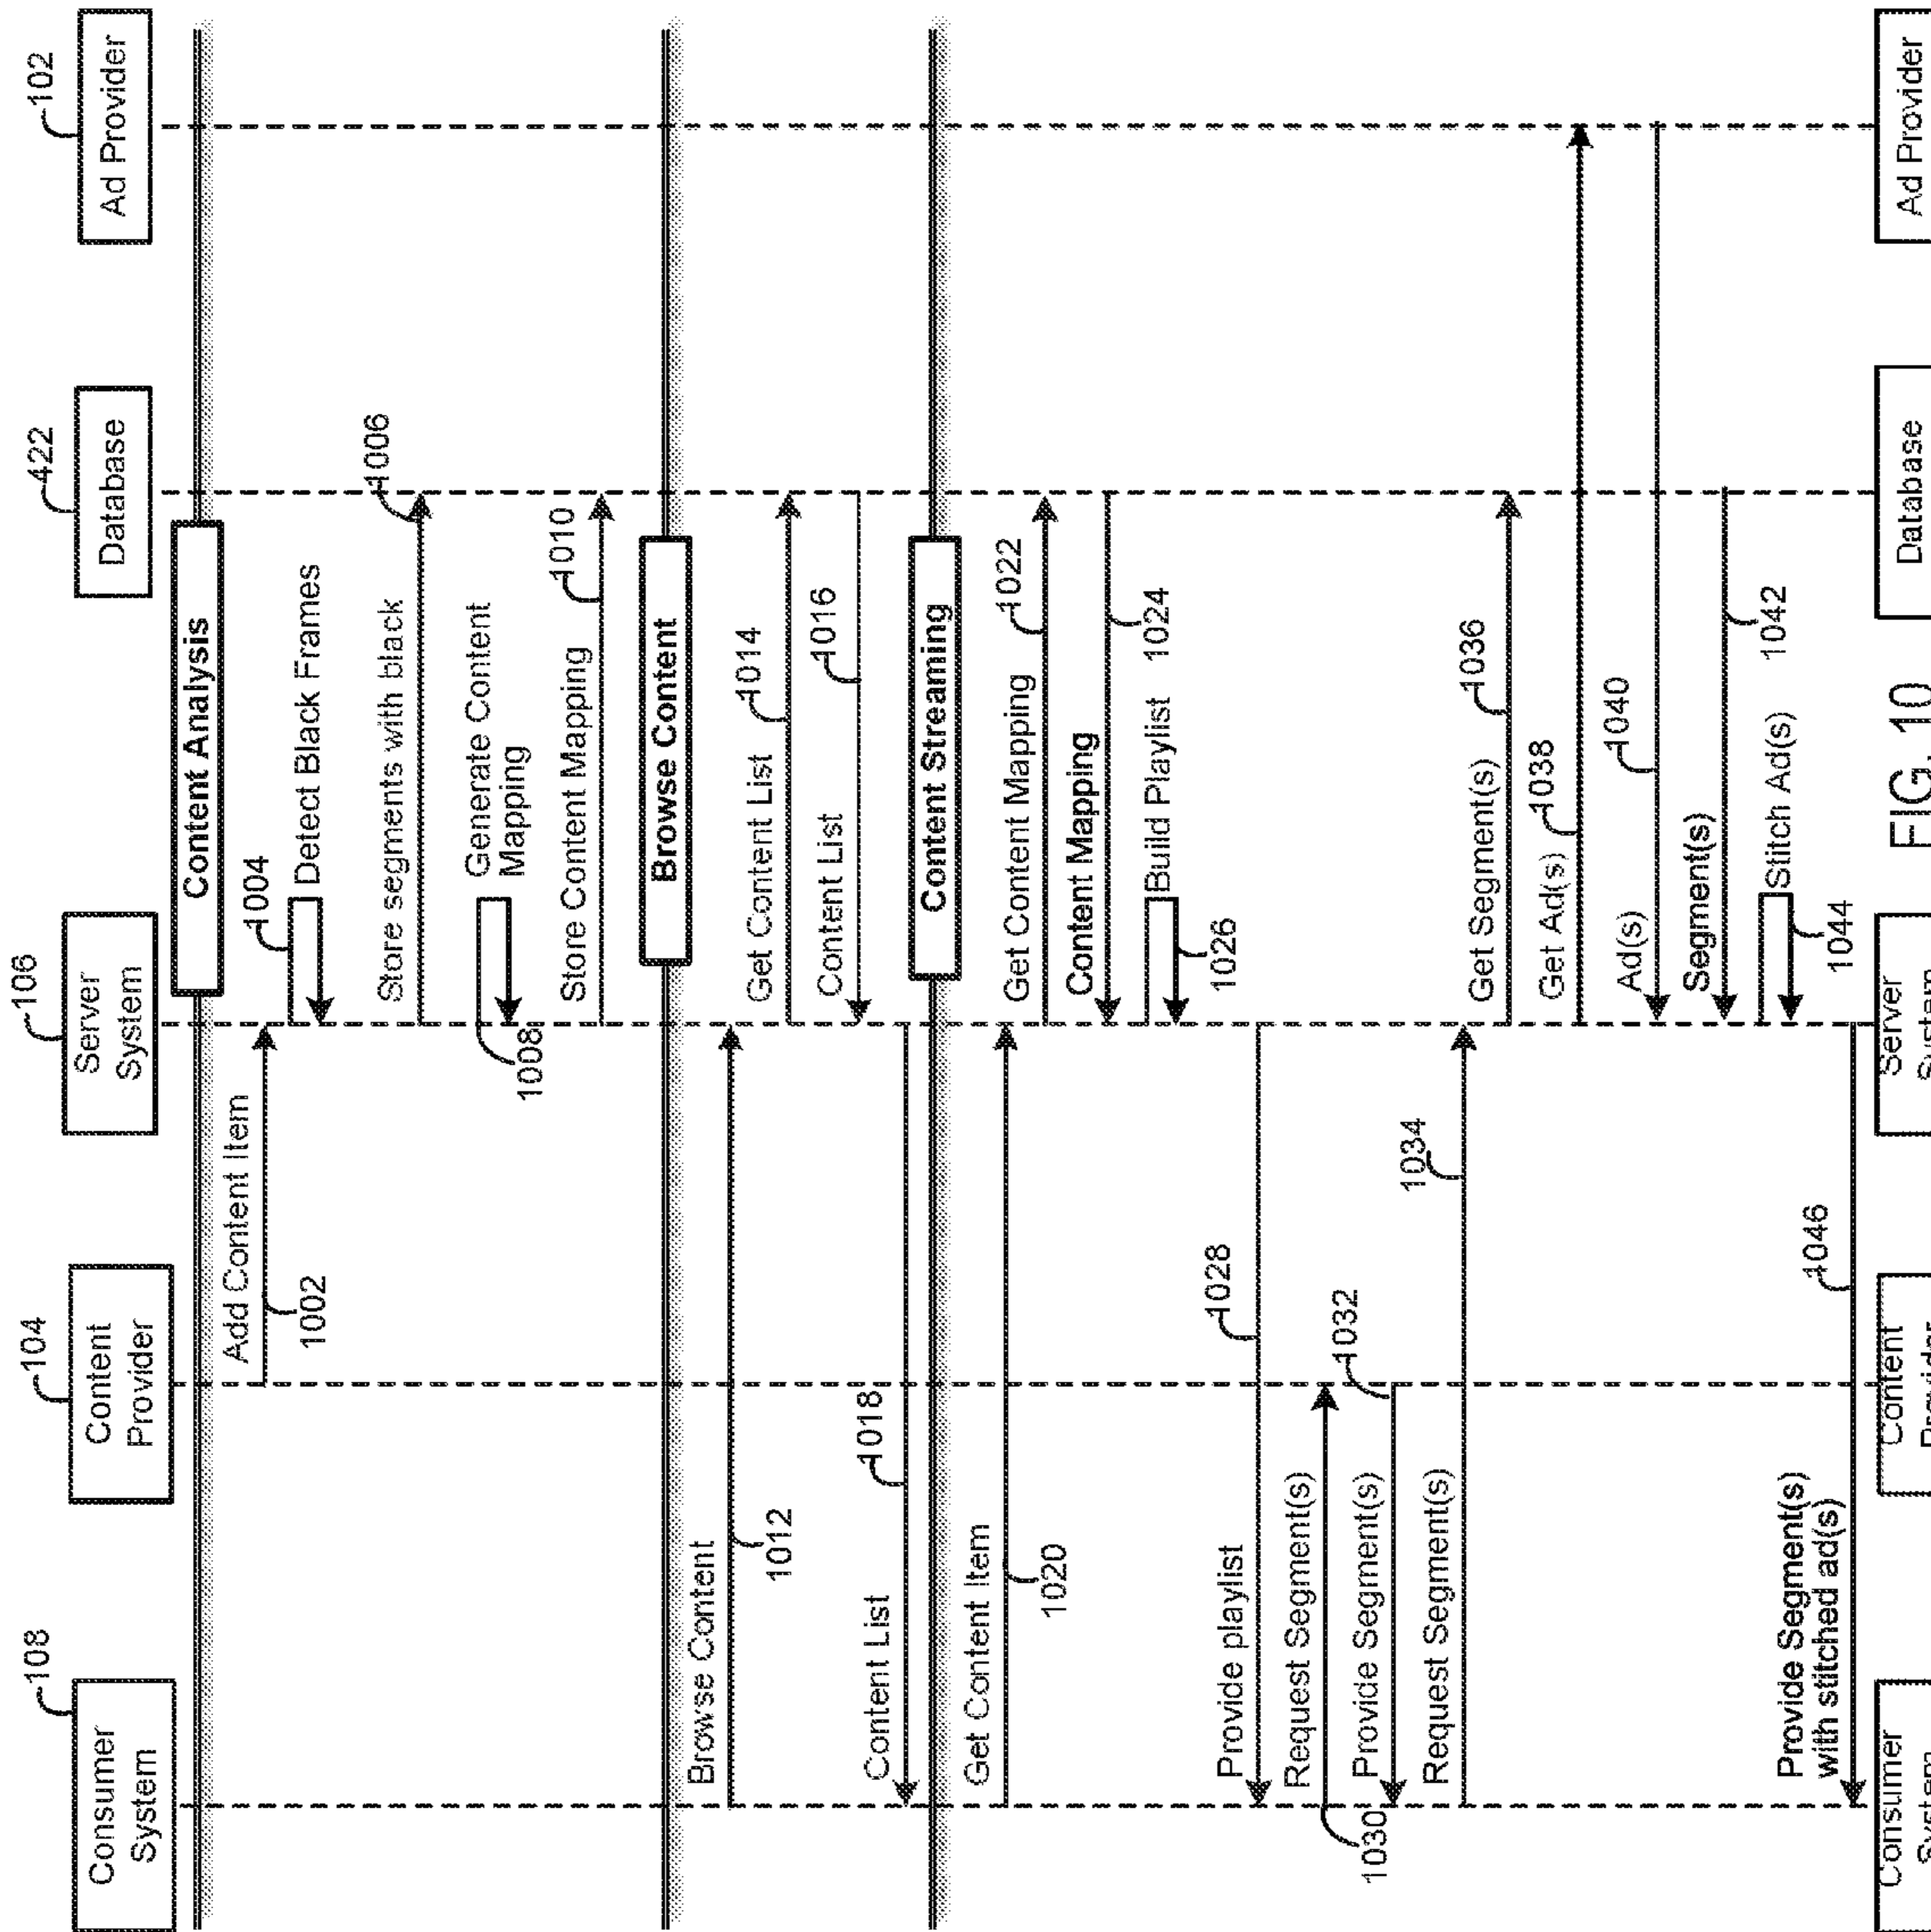 108
Consumer
System
104
Content
Provider
106
Server
System
422
Database
102
Ad Provider
Content Analysis
Add Content Item
1002
1004
Detect Black Frames
Store segments with black
1006
Generate Content
Mapping
1008
Store Content Mapping
1010
Browse Content
Browse Content
1012
Get Content List
1014
Content List
1016
Content List
1018
Content Streaming
Get Content Item
1020
Get Content Mapping
1022
Content Mapping
1024
Build Playlist
1026
Provide playlist
1028
Request Segment(s)
1030
Provide Segment(s)
1032
Request Segment(s)
1034
Get Segment(s)
1036
Get Ad(s)
1038
Ad(s)
1040
Segment(s)
1042
Stitch Ad(s)
1044
Provide Segment(s)
with stitched ad(s)
1046
Consumer
System
Content
Provider
Server
System
Database
Ad Provider
FIG. 10